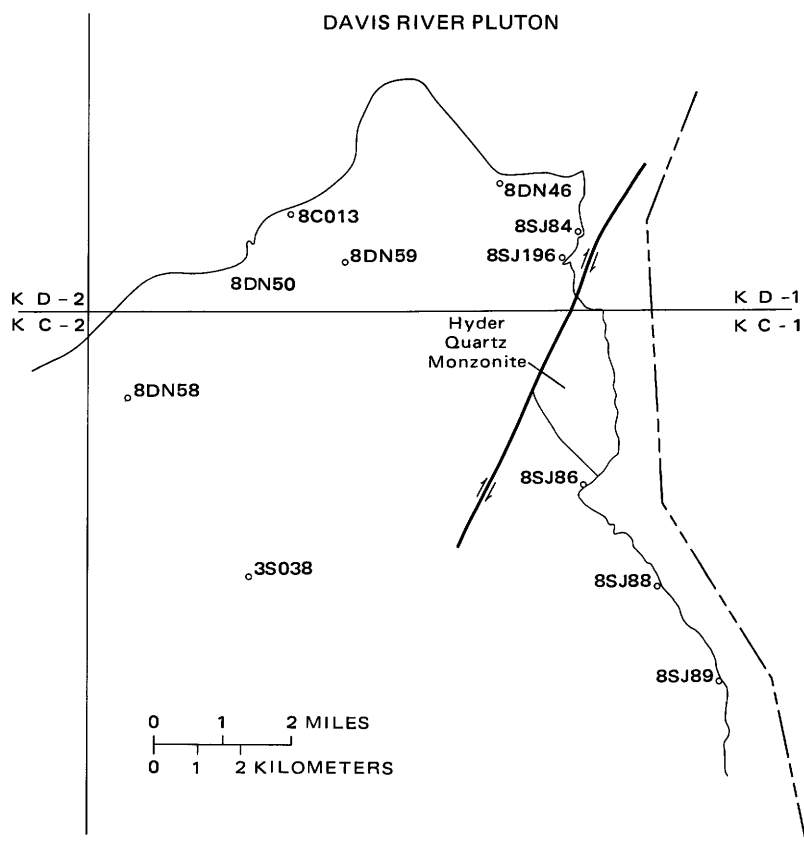 DAVIS RIVER PLUTON
8DN46
8C013
8SJ84
8DN59
8SJ196
8DN50
K D-2
K D-1
K C-2
K C-1
Hyder
Quartz
Monzonite
8DN58
8SJ86
3S038
8SJ88
8SJ89
0 1 2 MILES
0 1 2 KILOMETERS